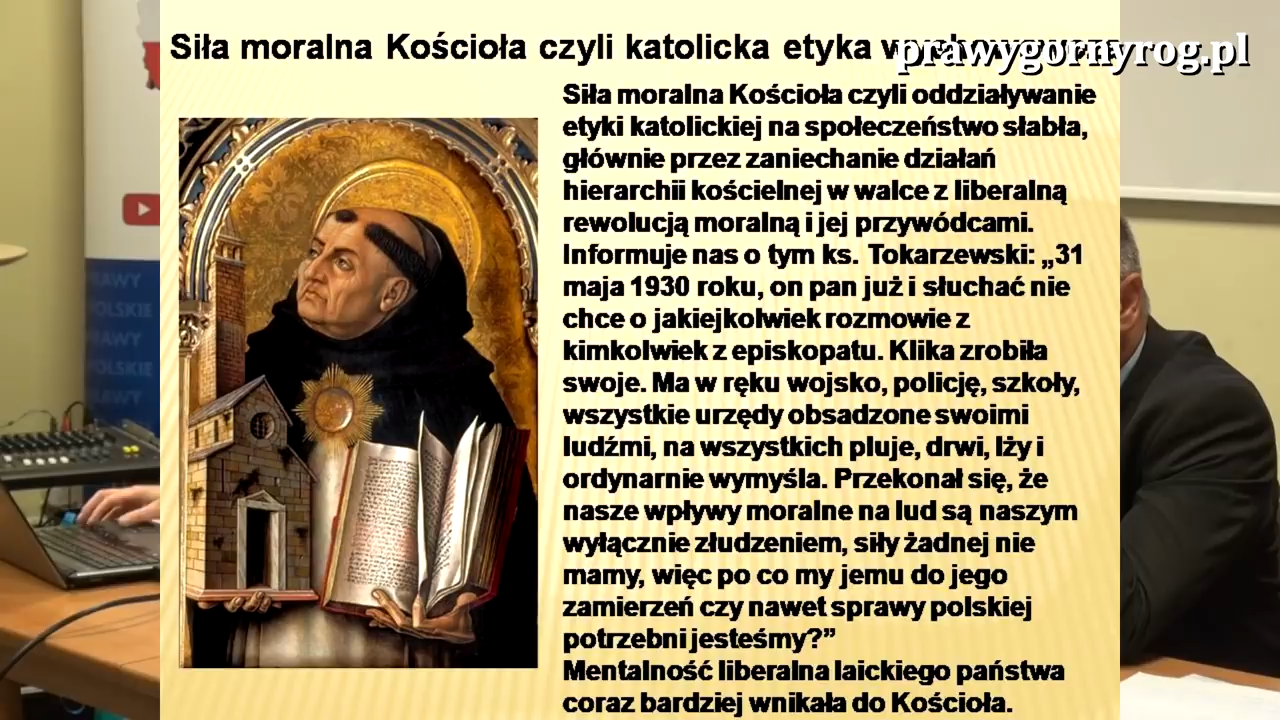 Siła moralna Kościoła czyli katolicka etyka
prawygornyrog.pl
Siła moralna Kościoła czyli oddziaływanie
etyki katolickiej na społeczeństwo słabła,
głównie przez zaniechanie działań
hierarchii kościelnej w walce z liberalną
rewolucją moralną i jej przywódcami.
Informuje nas o tym ks. Tokarzewski: „31
maja 1930 roku, on pan już i słuchać nie
chce o jakiejkolwiek rozmowie z
kimkolwiek z episkopatu. Klika zrobiła
swoje. Ma w ręku wojsko, policję, szkoły,
wszystkie urzędy obsadzone swoimi
ludźmi, na wszystkich pluje, drwi, lży i
ordynarnie wymyśla. Przekonał się, że
nasze wpływy moralne na lud są naszym
wyłącznie złudzeniem, siły żadnej nie
mamy, więc po co my jemu do jego
zamierzeń czy nawet sprawy polskiej
potrzebni jesteśmy?”
Mentalność liberalna laickiego państwa
coraz bardziej wnikała do Kościoła.